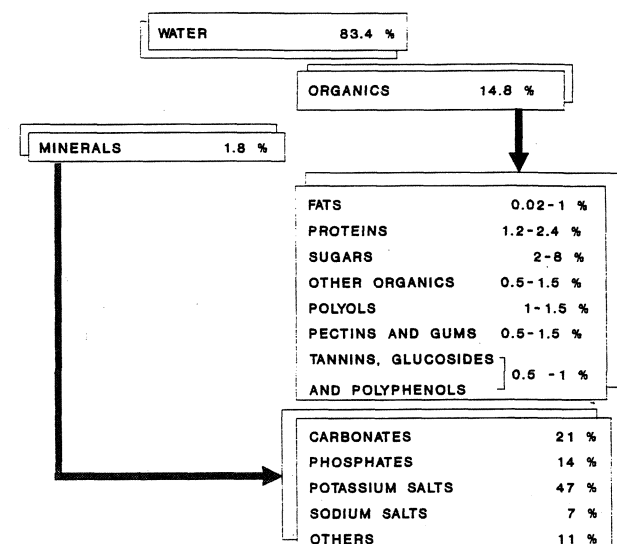 WATER 83.4 %
ORGANICS 14.8 %
MINERALS 1.8 %
FATS 0.02-1 %
PROTEINS 1.2-2.4 %
SUGARS 2-8 %
OTHER ORGANICS 0.5-1.5 %
POLYOLS 1-1.5 %
PECTINS AND GUMS 0.5-1.5 %
TANNINS, GLUCOSIDES
AND POLYPHENOLS 0.5 -1 %
CARBONATES 21 %
PHOSPHATES 14 %
POTASSIUM SALTS 47 %
SODIUM SALTS 7 %
OTHERS 11 %